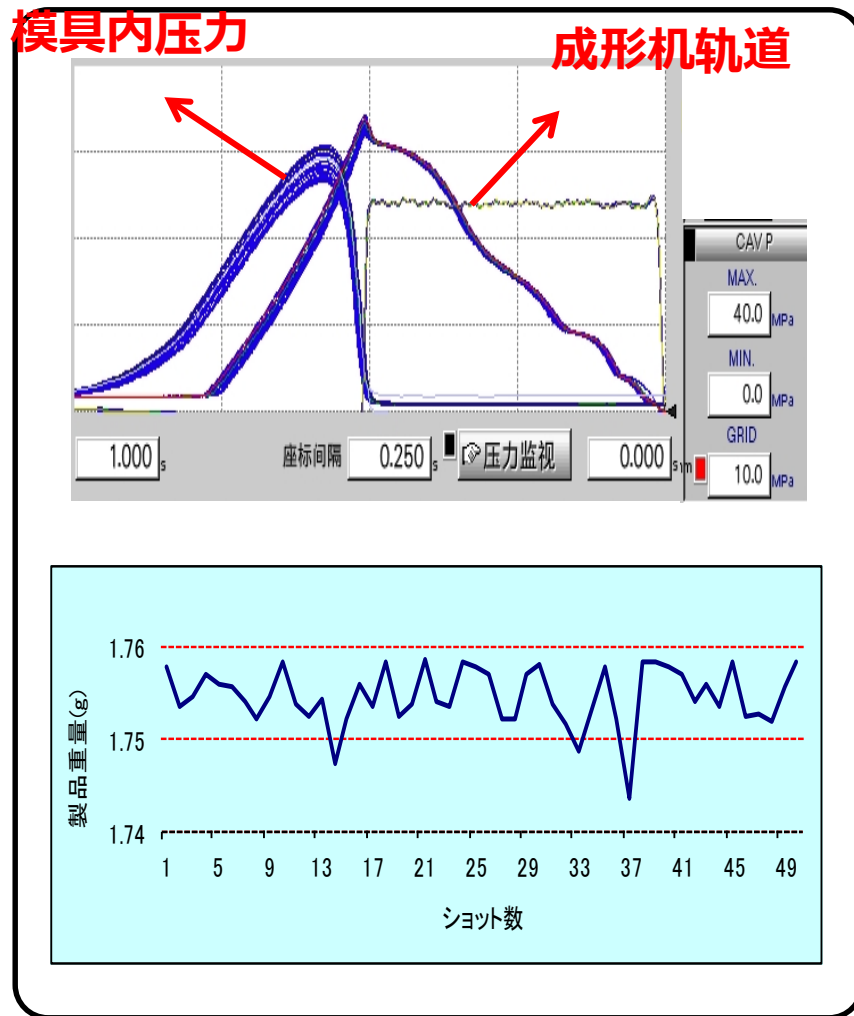 模具内压力
成形机轨道
CAV P
MAX.
40.0 MPa
MIN.
0.0 MPa
GRID
10.0 MPa
1.000 s 座标间隔 0.250 s 压力监视 0.000 s m
1.76
1.75
1.74
製品重量(g)
1 5 9 13 17 21 25 29 33 37 41 45 49
ショット数